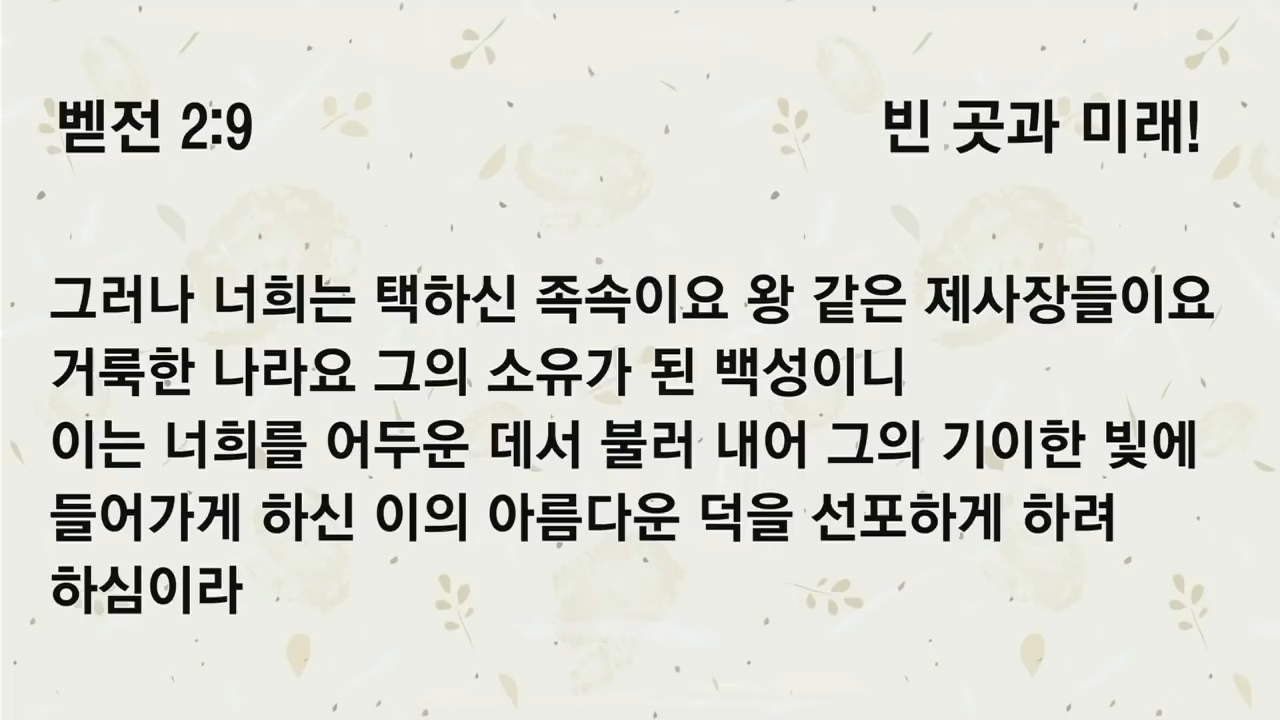 벧전 2:9
빈 곳과 미래!
그러나 너희는 택하신 족속이요 왕 같은 제사장들이요
거룩한 나라요 그의 소유가 된 백성이니
이는 너희를 어두운 데서 불러 내어 그의 기이한 빛에
들어가게 하신 이의 아름다운 덕을 선포하게 하려
하심이라